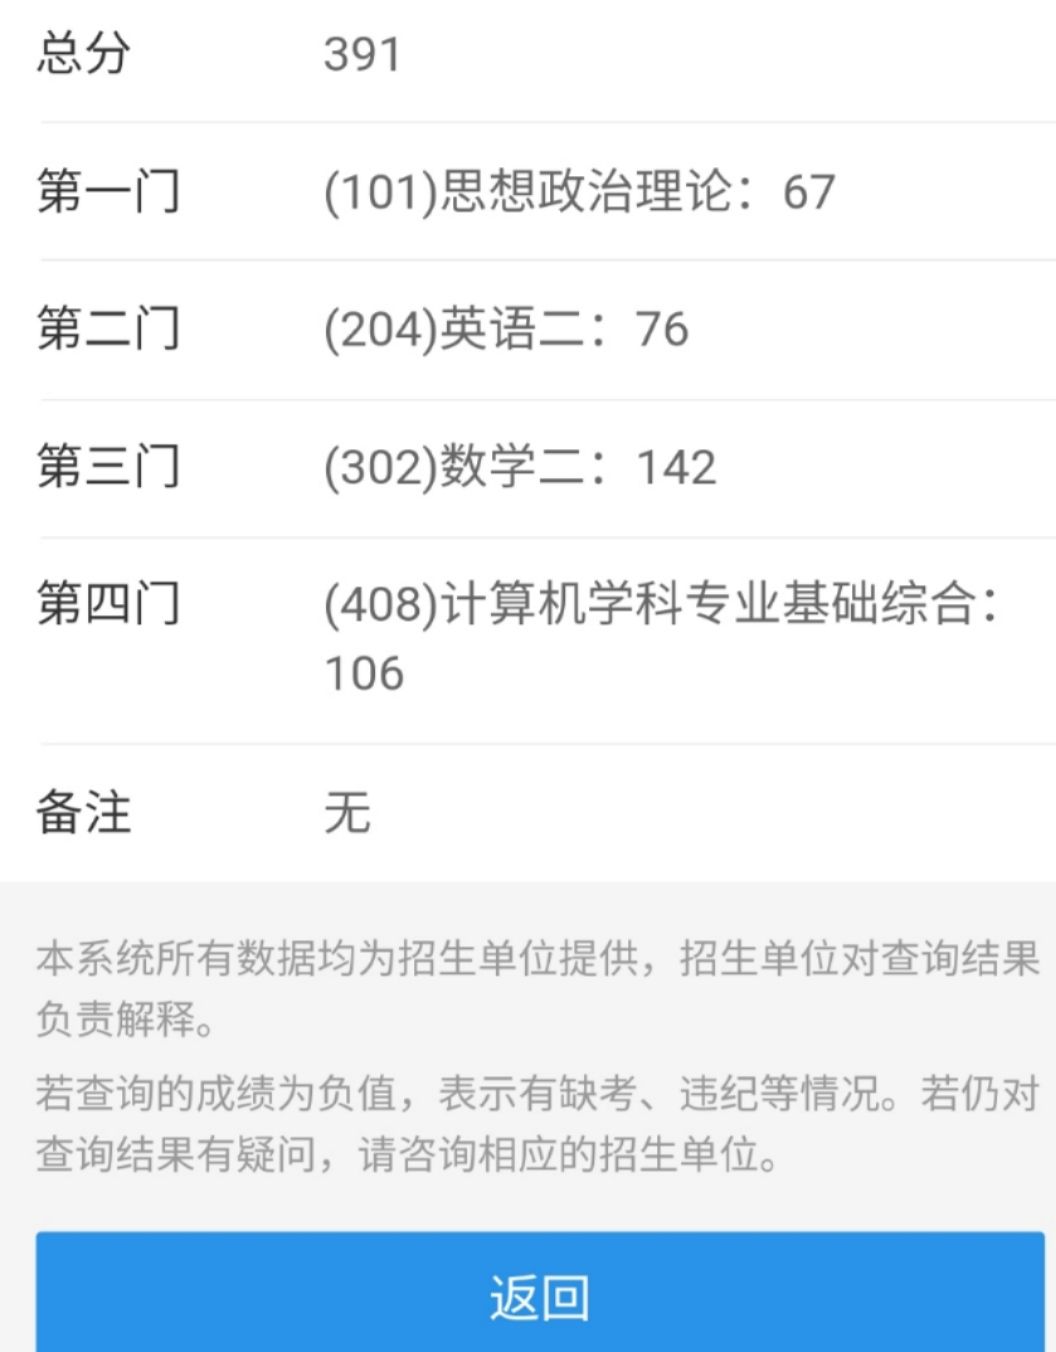 总分 391
第一门 (101)思想政治理论：67
第二门 (204)英语二：76
第三门 (302)数学二：142
第四门 (408)计算机学科专业基础综合：
106
备注 无
本系统所有数据均为招生单位提供，招生单位对查询结果
负责解释。
若查询的成绩为负值，表示有缺考、违纪等情况。若仍对
查询结果有疑问，请咨询相应的招生单位。
返回